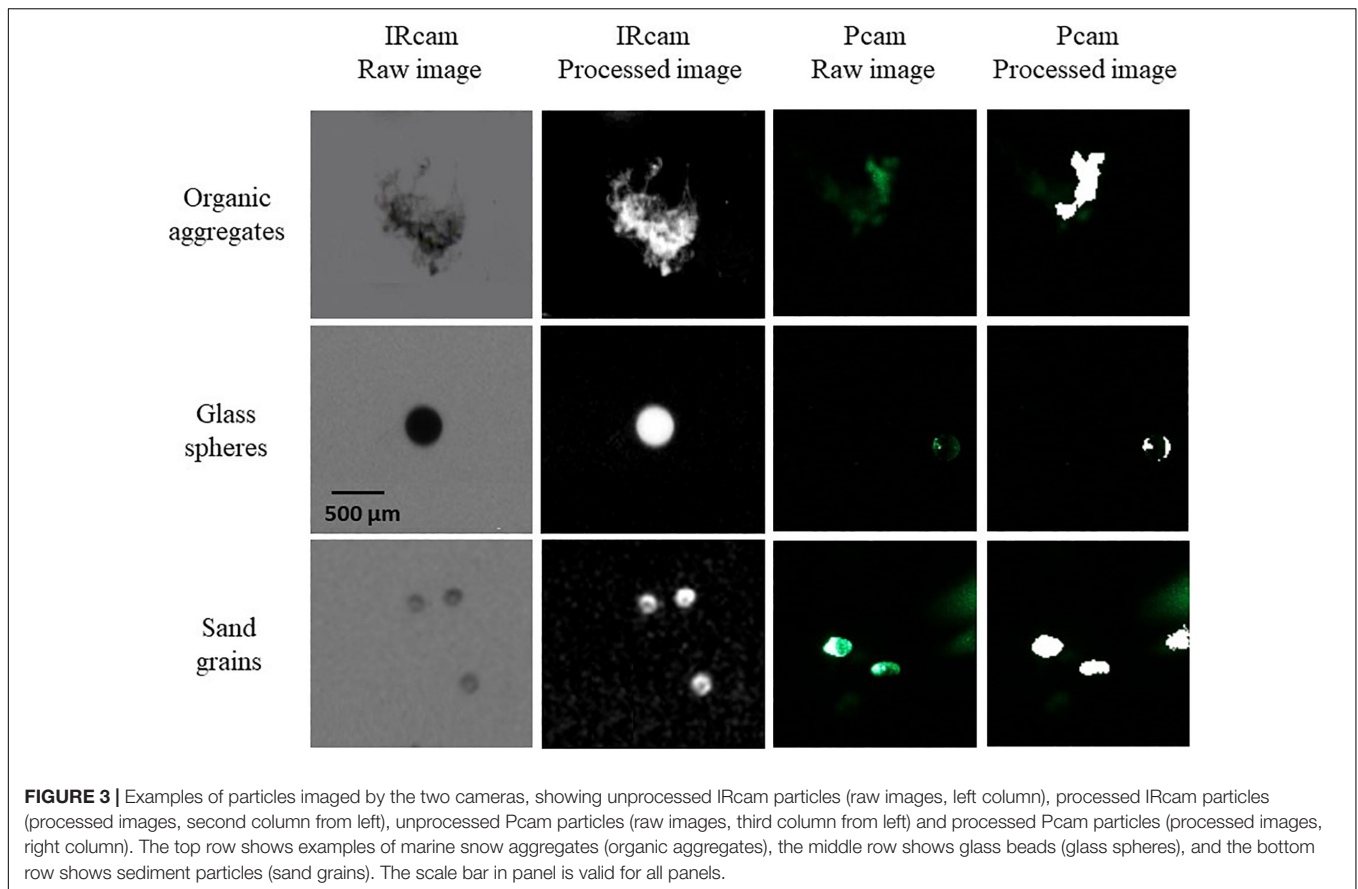 IRcam
Raw image
IRcam
Processed image
Pcam
Raw image
Pcam
Processed image
Organic
aggregates
Glass
spheres
500 µm
Sand
grains
FIGURE 3 | Examples of particles imaged by the two cameras, showing unprocessed IRcam particles (raw images, left column), processed IRcam particles
(processed images, second column from left), unprocessed Pcam particles (raw images, third column from left) and processed Pcam particles (processed images,
right column). The top row shows examples of marine snow aggregates (organic aggregates), the middle row shows glass beads (glass spheres), and the bottom
row shows sediment particles (sand grains). The scale bar in panel is valid for all panels.